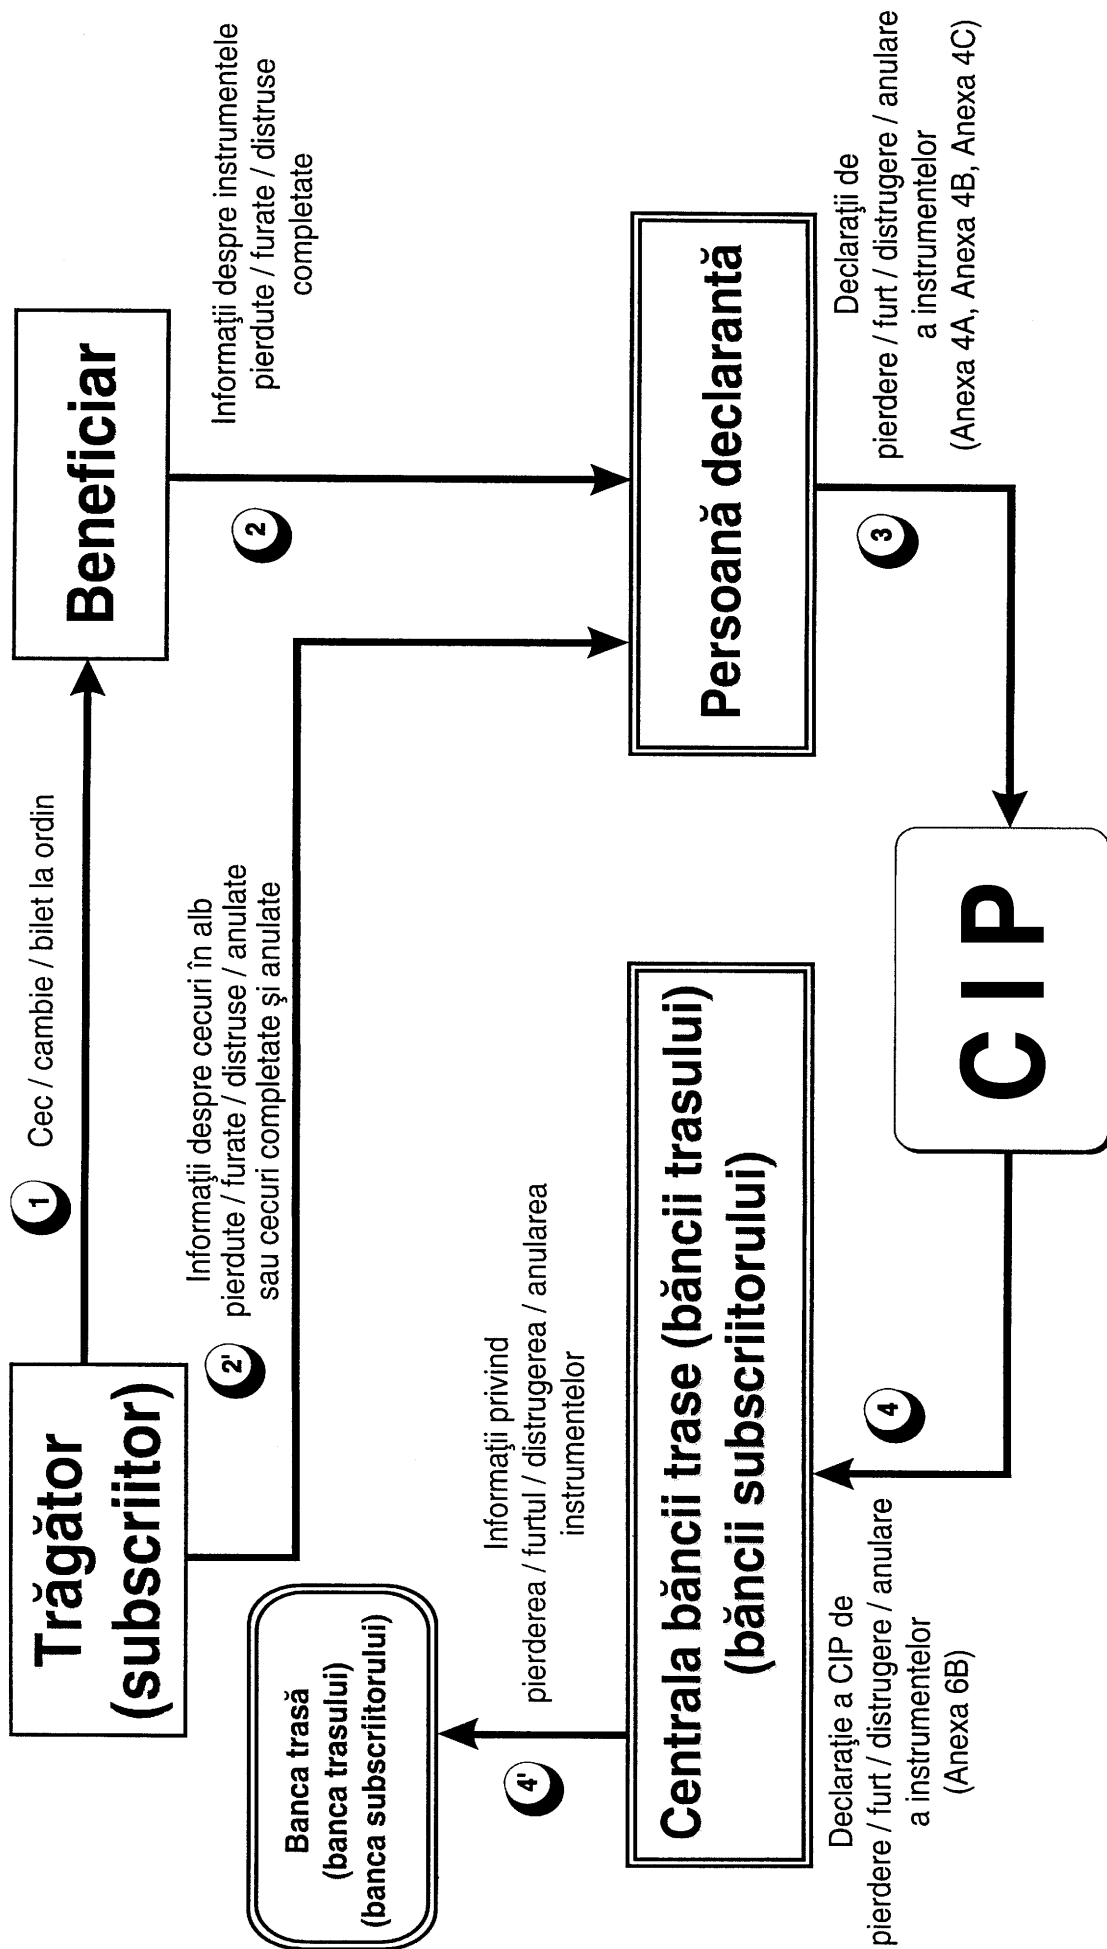 Trăgător
(subscriitor)
1
Cec / cambie / bilet la ordin
Beneficiar
2'
Informaţii despre cecuri în alb
pierdute / furate / distruse / anulate
sau cecuri completate şi anulate
2
Informaţii despre instrumentele
pierdute / furate / distruse
completate
Banca trasă
(banca trasului)
(banca subscriitorului)
4'
Informaţii privind
pierderea / furtul / distrugerea / anularea
instrumentelor
Centrala băncii trase (băncii trasului)
(băncii subscriitorului)
Persoană declarantă
Declaraţie a CIP de
pierdere / furt / distrugere / anulare
a instrumentelor
(Anexa 6B)
4
CIP
3
Declaraţii de
pierdere / furt / distrugere / anulare
a instrumentelor
(Anexa 4A, Anexa 4B, Anexa 4C)